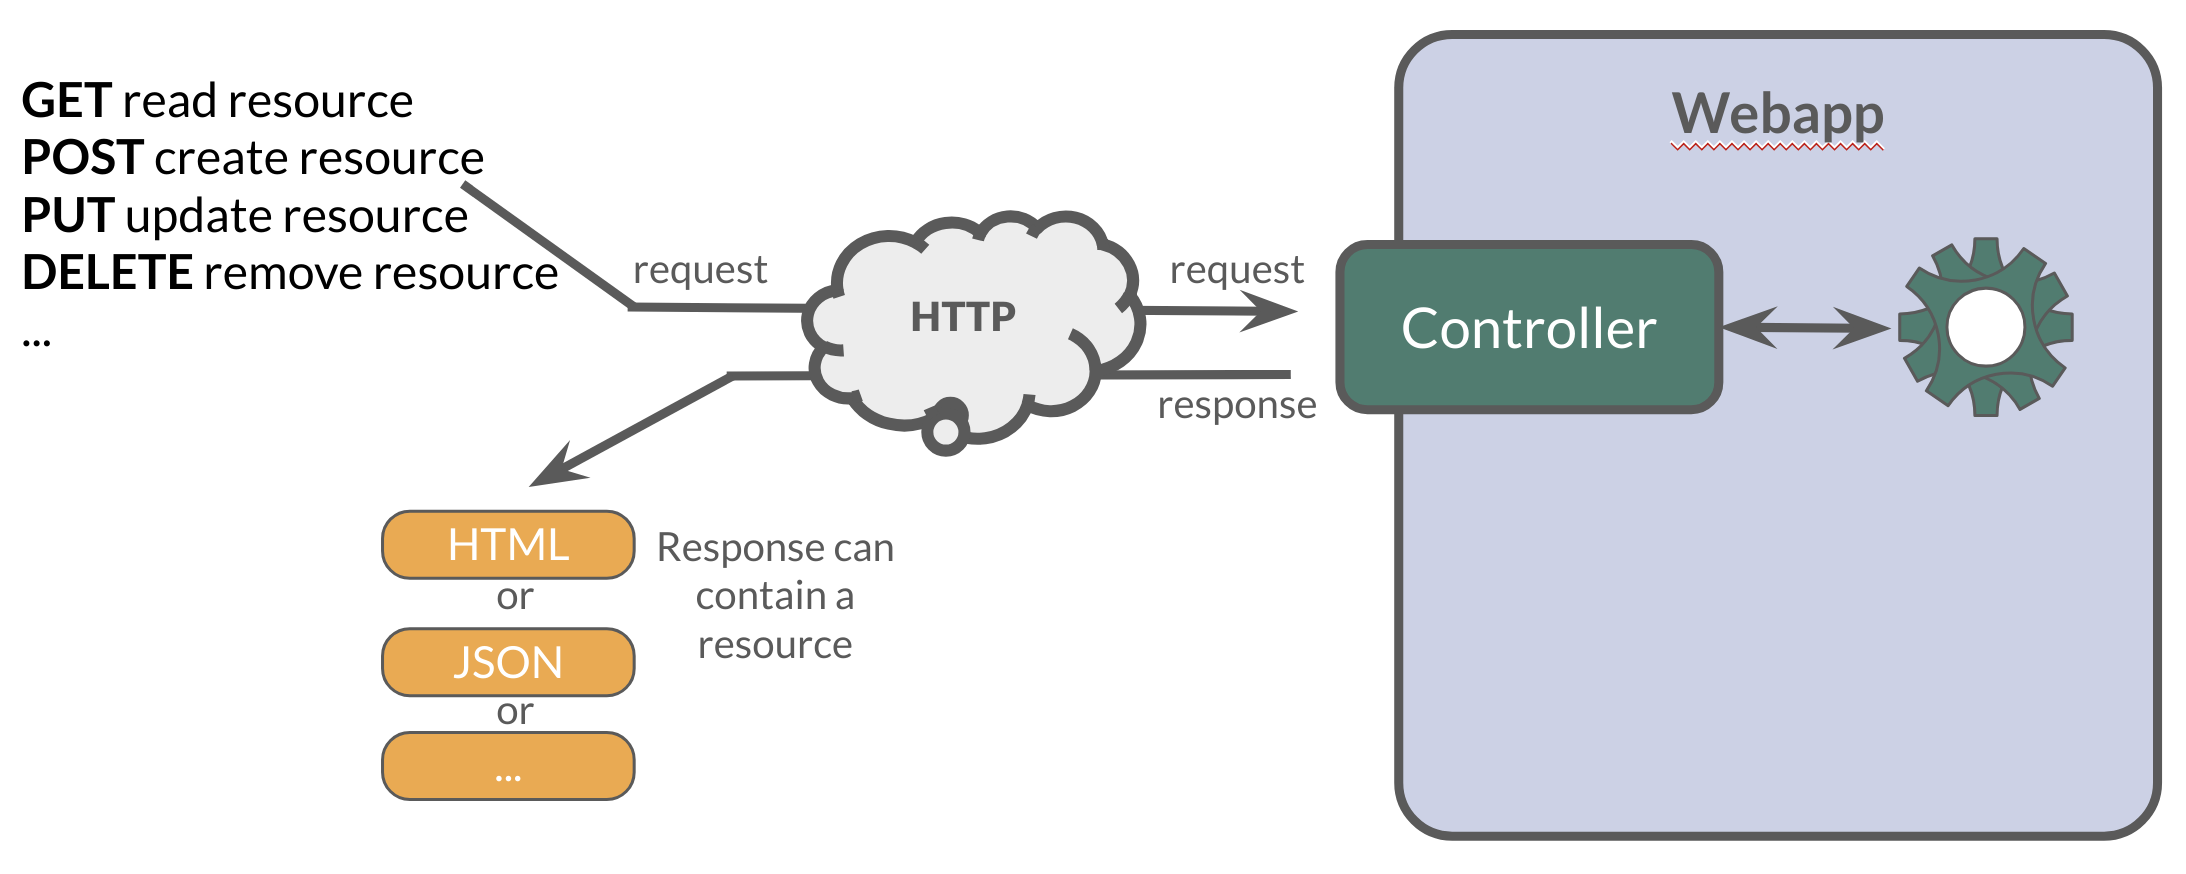 GET read resource
POST create resource
PUT update resource
DELETE remove resource
...
request
HTTP
request
response
Webapp
Controller
HTML
or
JSON
or
...
Response can
contain a
resource